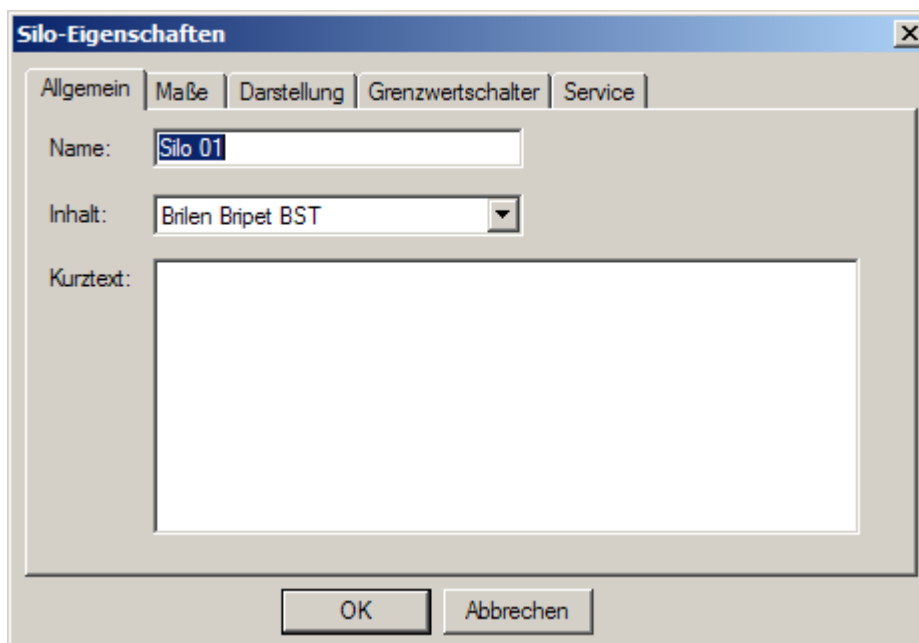 Silo-Eigenschaften
Allgemein Maße Darstellung Grenzwertschalter Service
Name: Silo 01
Inhalt: Brilen Bripet BST
Kurztext:
OK Abbrechen